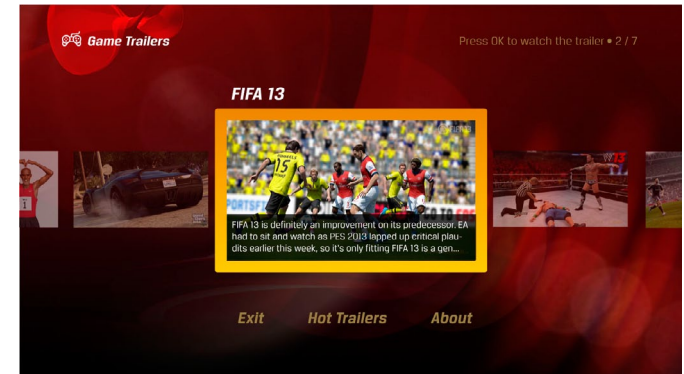 Game Trailers
Press OK to watch the trailer • 2 / 7
FIFA 13
15
FIFA 13 is definitely an improvement on its predecessor. EA
had to sit and watch as PES 2013 lapped up critical plau-
dits earlier this week, so it's only fitting FIFA 13 is a gen...
13
Exit
Hot Trailers
About